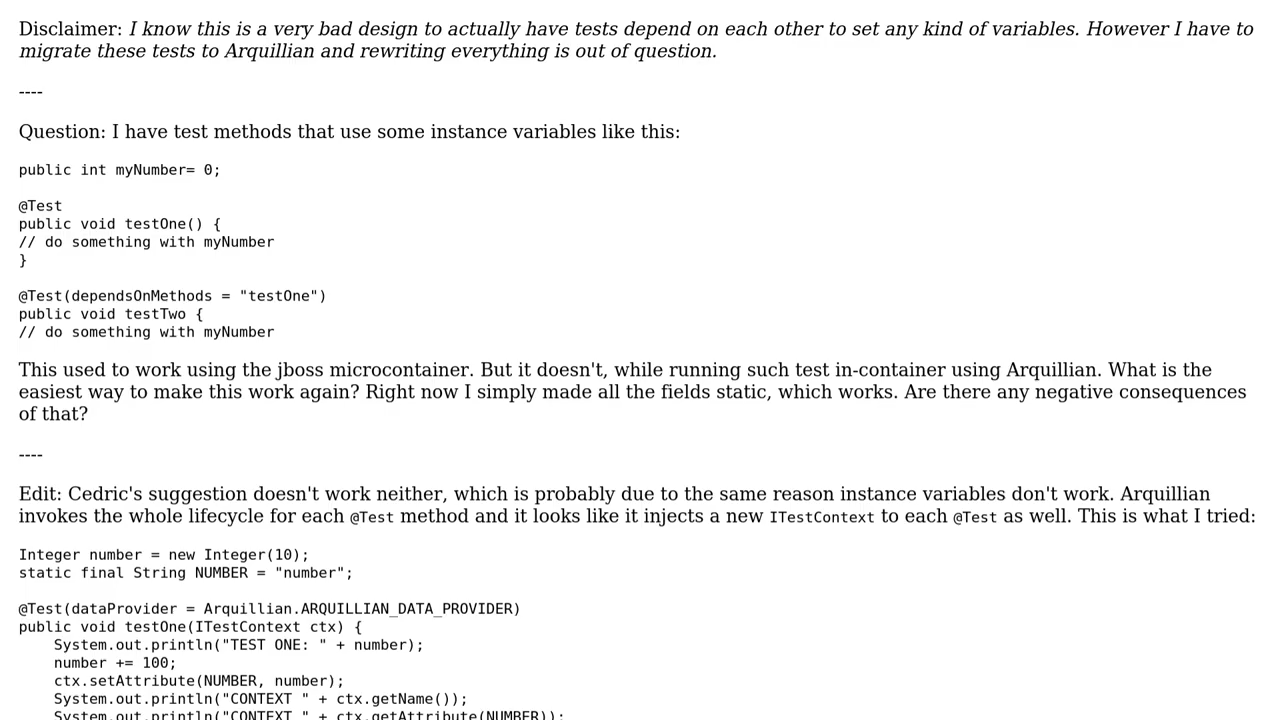 Disclaimer: I know this is a very bad design to actually have tests depend on each other to set any kind of variables. However I have to
migrate these tests to Arquillian and rewriting everything is out of question.
----
Question: I have test methods that use some instance variables like this:
public int myNumber= 0;
@Test
public void testOne() {
// do something with myNumber
}
@Test(dependsOnMethods = "testOne")
public void testTwo {
// do something with myNumber
This used to work using the jboss microcontainer. But it doesn't, while running such test in-container using Arquillian. What is the
easiest way to make this work again? Right now I simply made all the fields static, which works. Are there any negative consequences
of that?
----
Edit: Cedric's suggestion doesn't work neither, which is probably due to the same reason instance variables don't work. Arquillian
invokes the whole lifecycle for each @Test method and it looks like it injects a new ITestContext to each @Test as well. This is what I tried:
Integer number = new Integer(10);
static final String NUMBER = "number";
@Test(dataProvider = Arquillian.ARQUILLIAN_DATA_PROVIDER)
public void testOne(ITestContext ctx) {
    System.out.println("TEST ONE: " + number);
    number += 100;
    ctx.setAttribute(NUMBER, number);
    System.out.println("CONTEXT " + ctx.getName());
    System.out.println("CONTEXT " + ctx.getAttribute(NUMBER));